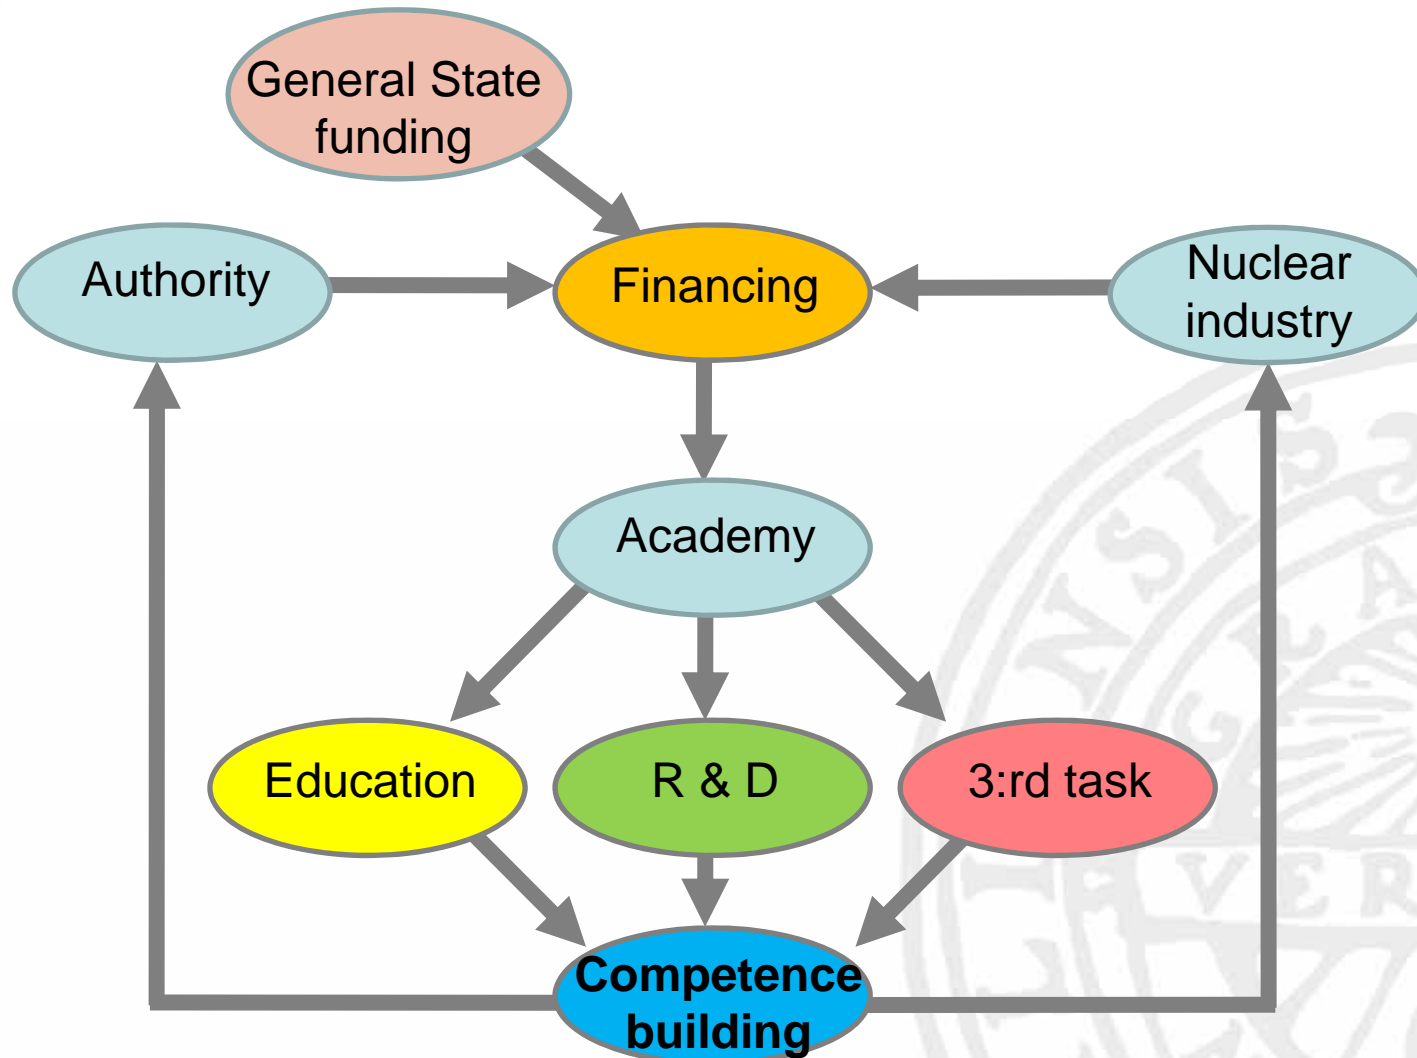 General State
funding
Authority
Financing
Nuclear
industry
Academy
Education
R & D
3:rd task
Competence
building